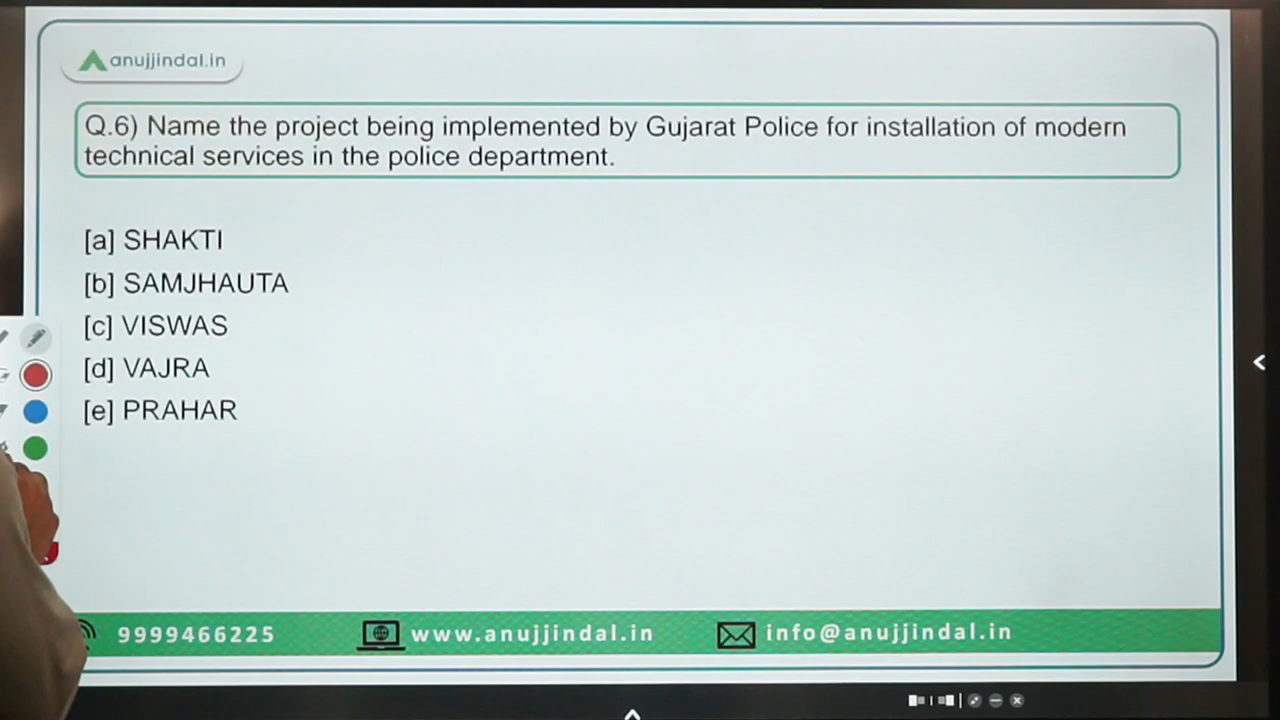 anujjindal.in
Q.6) Name the project being implemented by Gujarat Police for installation of modern
technical services in the police department.
[a] SHAKTI
[b] SAMJHAUTA
[c] VISWAS
[d] VAJRA
[e] PRAHAR
9999466225 www.anujjindal.in info@anujjindal.in